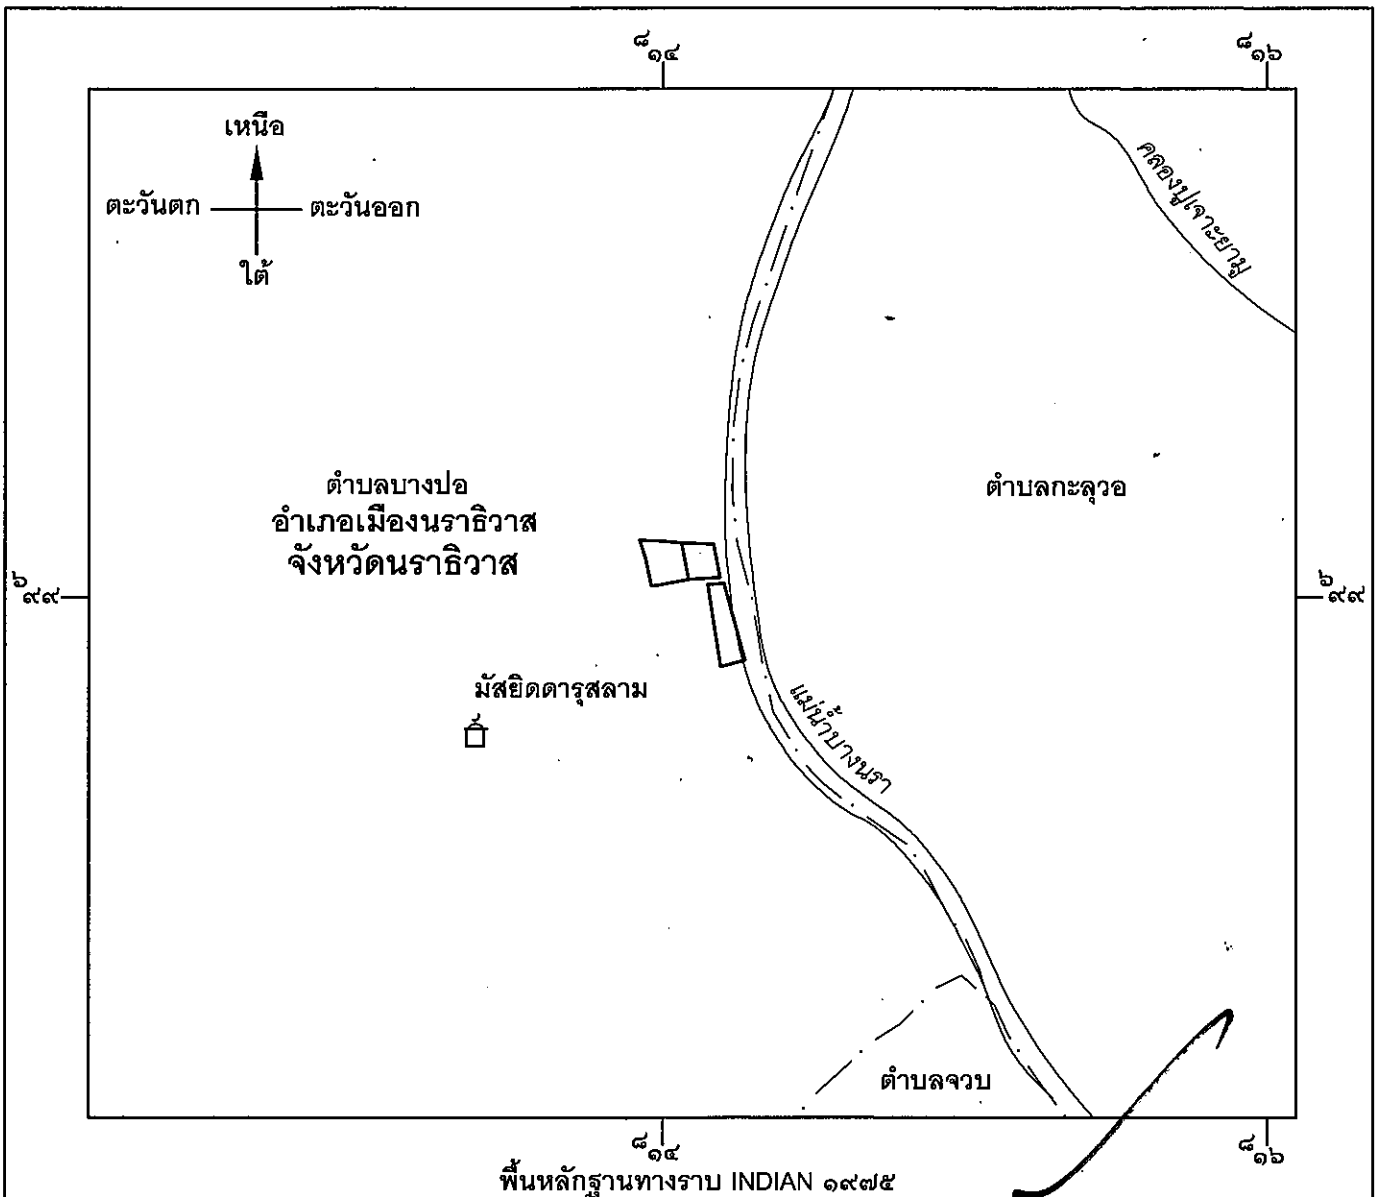 ๘๑๔
๘๑๖
เหนือ
ตะวันตก
ตะวันออก
ใต้
คลองปูเจาะยามู
ตำบลบางปอ
อำเภอเมืองนราธิวาส
จังหวัดนราธิวาส
ตำบลกะลุวอ
๖๙๙
๖๙๙
มัสยิดดารุสลาม
แม่น้ำบางนรา
ตำบลจวบ
๘๑๔
๘๑๖
พื้นหลักฐานทางราบ INDIAN ๑๙๗๕